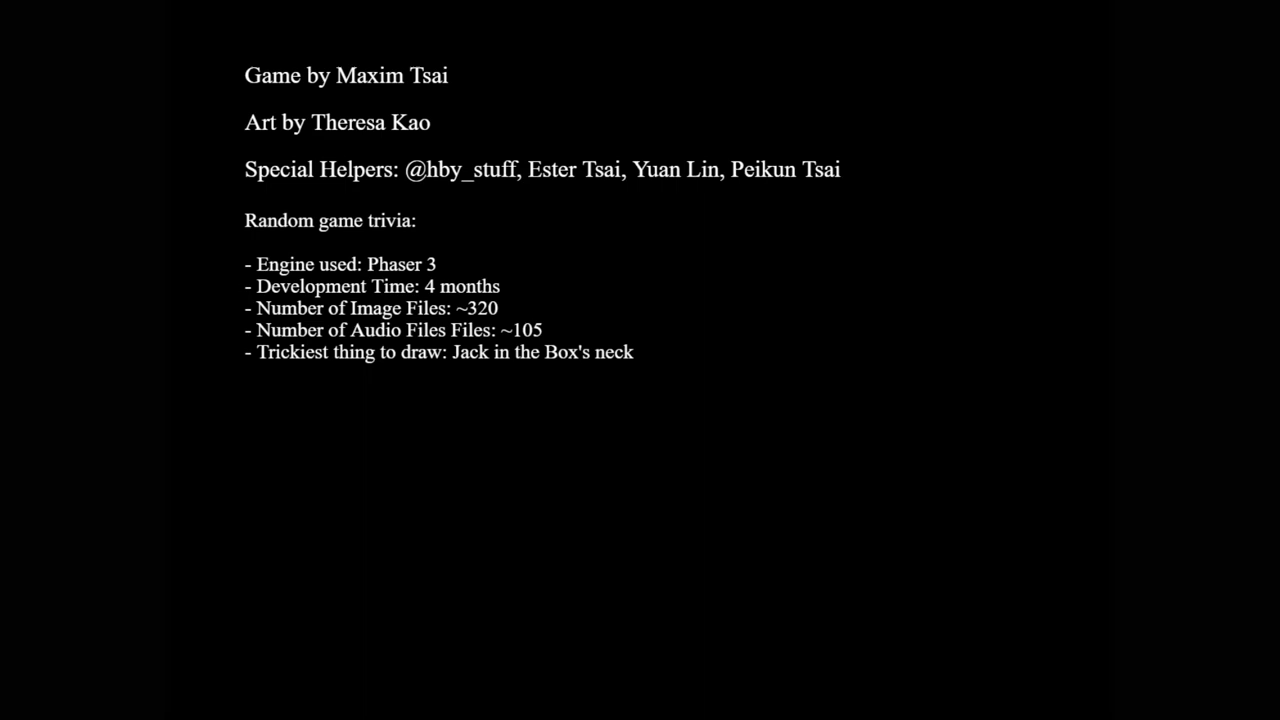 Game by Maxim Tsai
Art by Theresa Kao
Special Helpers: @hby_stuff, Ester Tsai, Yuan Lin, Peikun Tsai
Random game trivia:
- Engine used: Phaser 3
- Development Time: 4 months
- Number of Image Files: ~320
- Number of Audio Files Files: ~105
- Trickiest thing to draw: Jack in the Box's neck